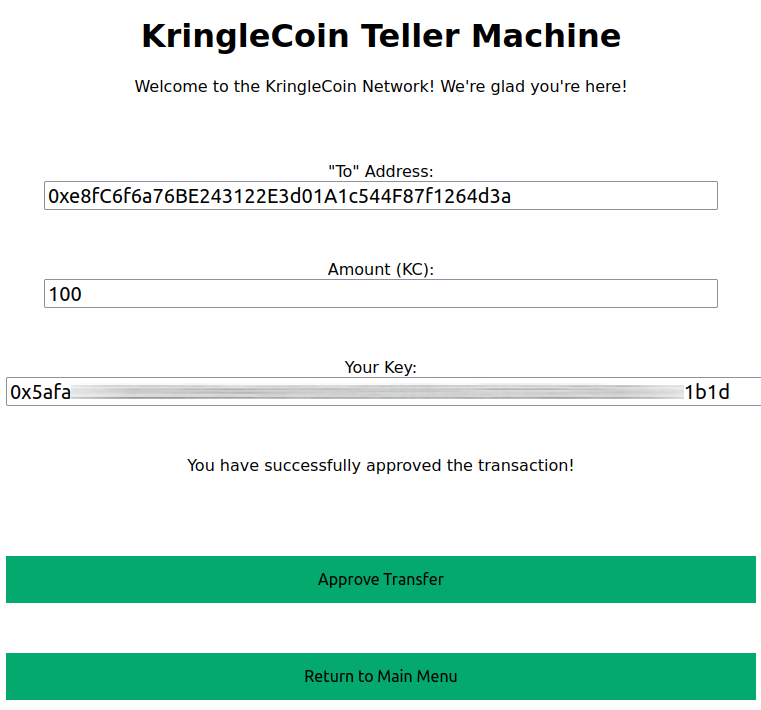 KringleCoin Teller Machine
Welcome to the KringleCoin Network! We're glad you're here!
"To" Address:
0xe8fC6f6a76BE243122E3d01A1c544F87f1264d3a
Amount (KC):
100
Your Key:
0x5afa 1b1d
You have successfully approved the transaction!
Approve Transfer
Return to Main Menu